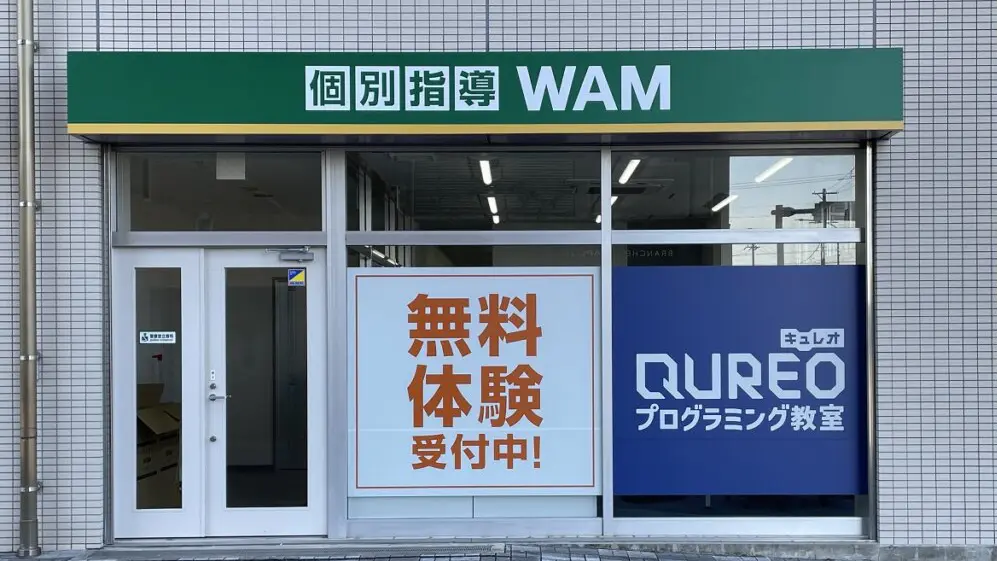 個別指導 WAM
無料
体験
受付中!
キュレオ
QUREO
プログラミング教室